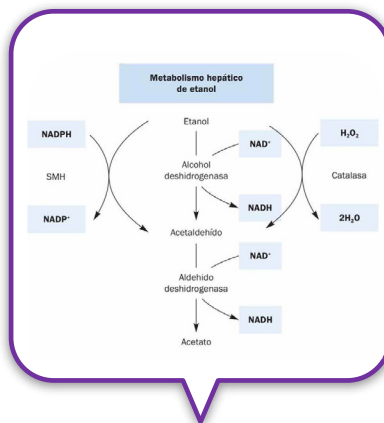 Metabolismo hepático
de etanol
Etanol
NADPH
NAD⁺
H₂O₂
SMH
Alcohol
deshidrogenasa
Catalasa
NADP⁺
NADH
2H₂O
Acetaldehído
NAD⁺
Aldehido
deshidrogenasa
NADH
Acetato